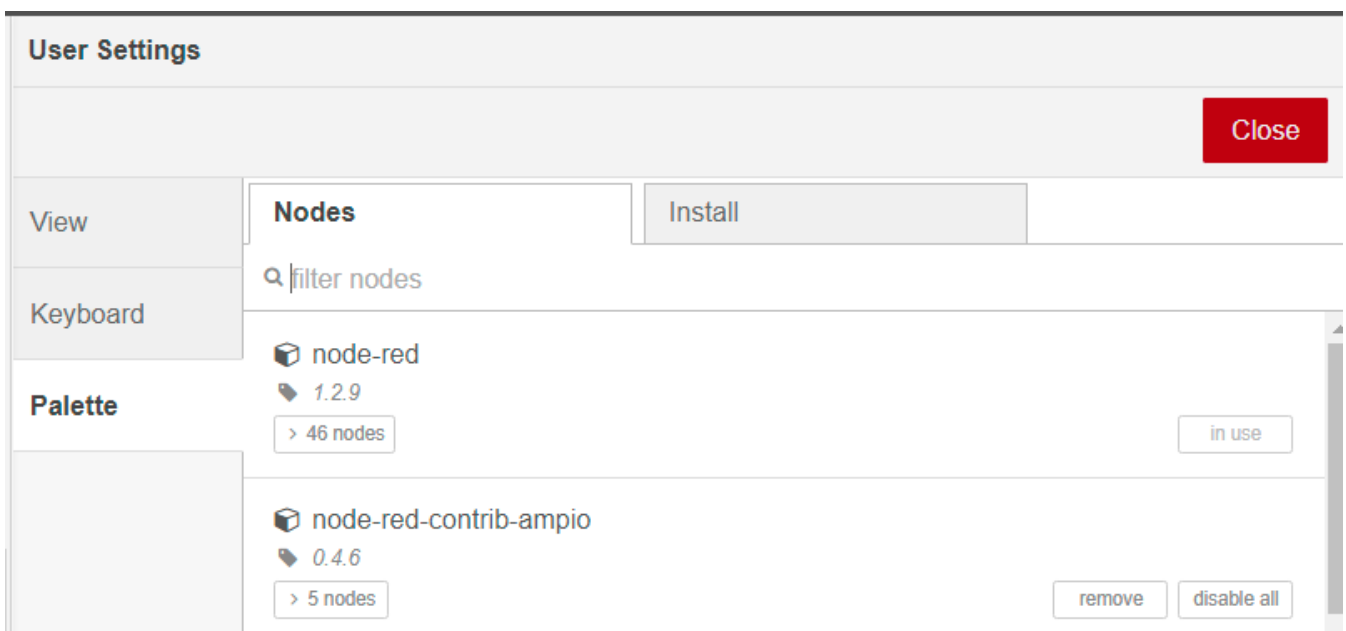 User Settings
Close
View
Keyboard
Palette
Nodes
Install
filter nodes
node-red
1.2.9
> 46 nodes
in use
node-red-contrib-ampio
0.4.6
> 5 nodes
remove
disable all